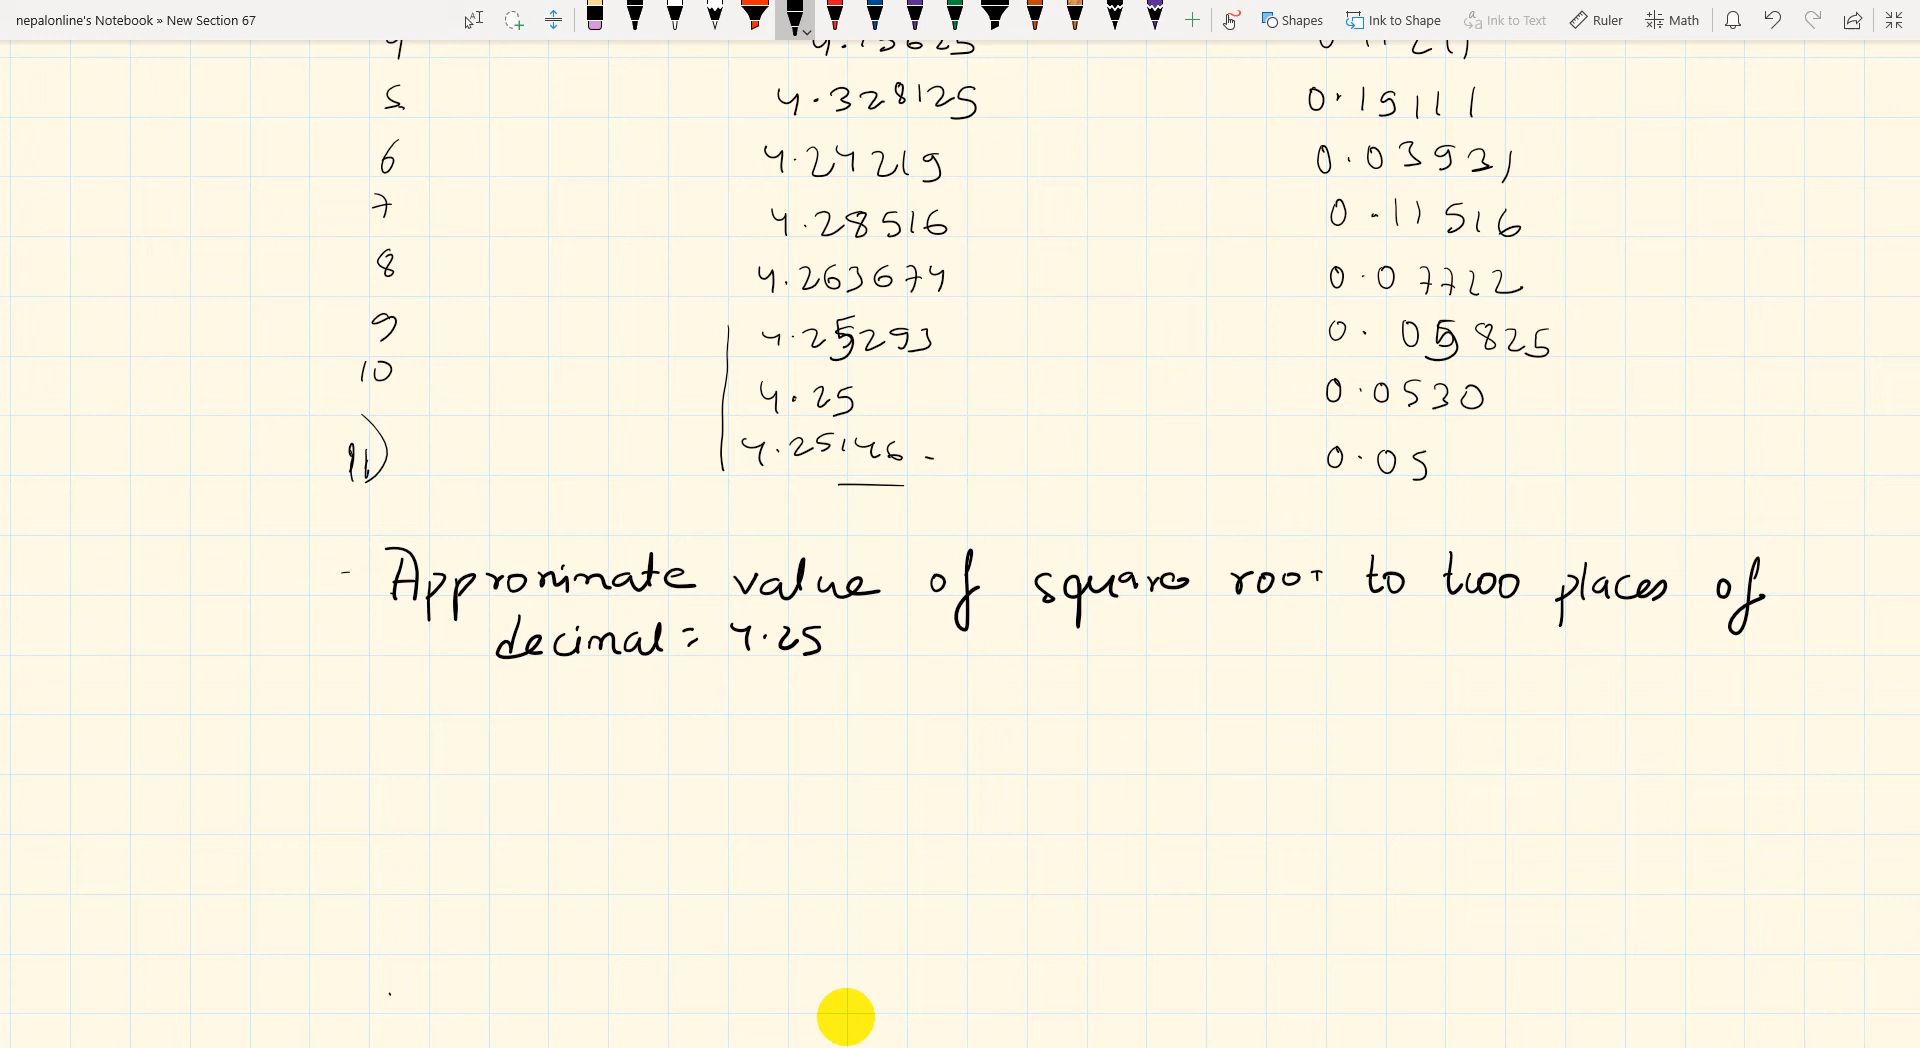 nepalonline's Notebook » New Section 67 Shapes Ink to Shape Ink to Text Ruler Math
5 4.328125 0.19111
6 4.24219 0.03931
7 4.28516 0.11516
8 4.263674 0.07722
9 4.25293 0.05825
10 4.25 0.0530
11) 4.25146 0.05
- Approximate value of square root to two places of
decimal = 4.25